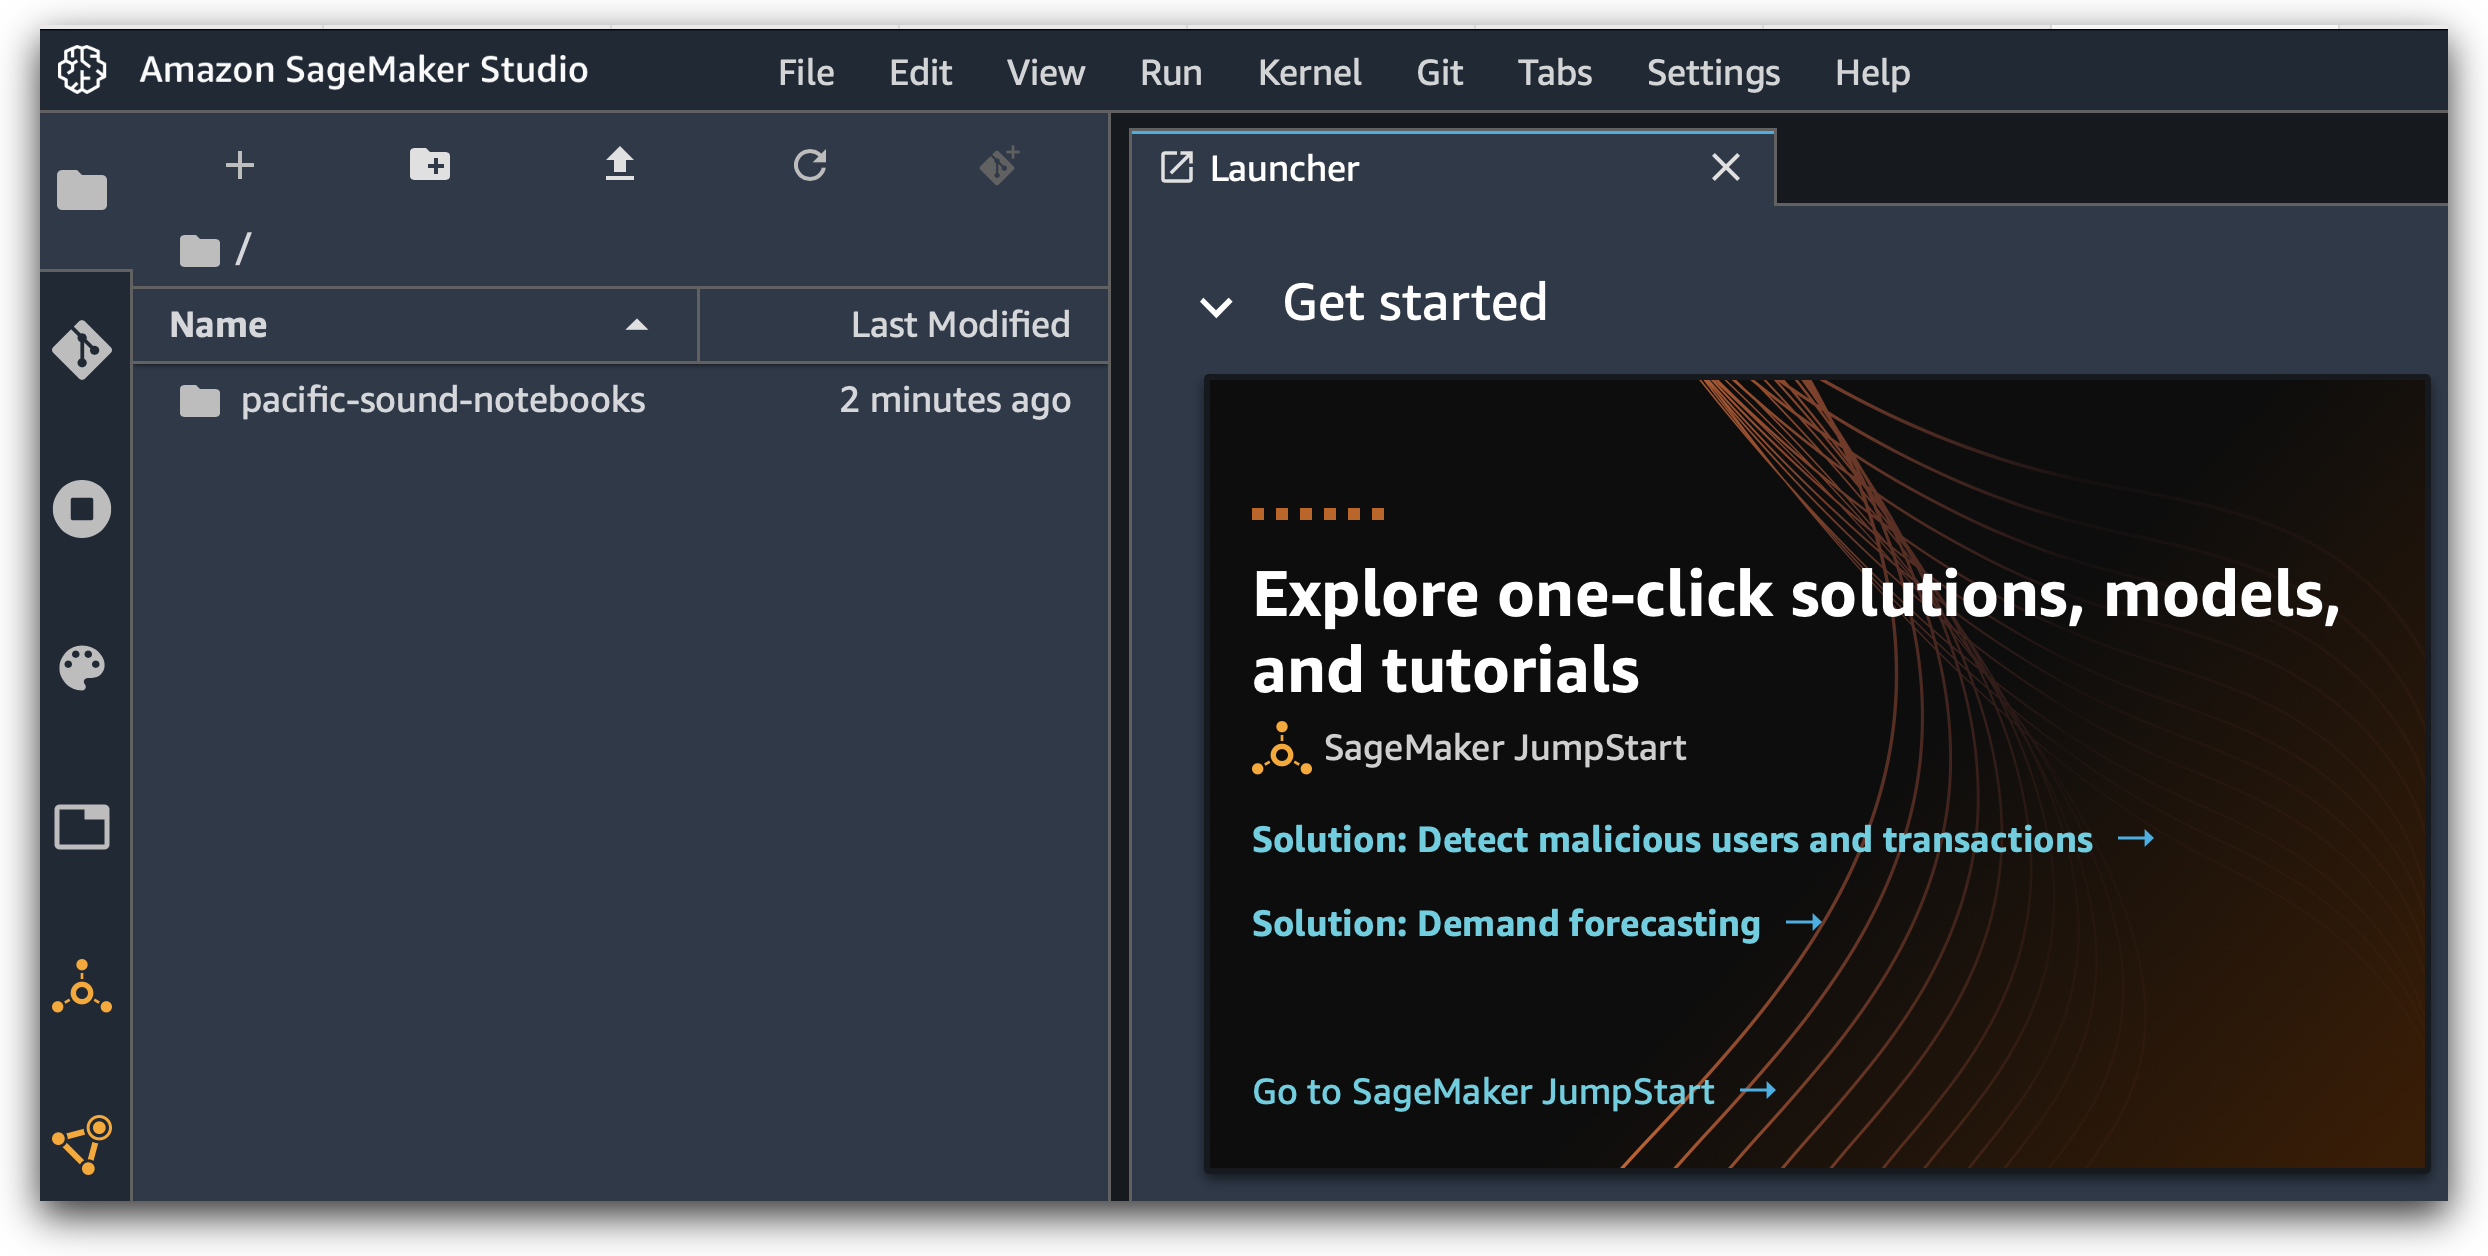 Amazon SageMaker Studio File Edit View Run Kernel Git Tabs Settings Help
/
Name Last Modified
pacific-sound-notebooks 2 minutes ago
Launcher
Get started
Explore one-click solutions, models,
and tutorials
SageMaker JumpStart
Solution: Detect malicious users and transactions →
Solution: Demand forecasting →
Go to SageMaker JumpStart →